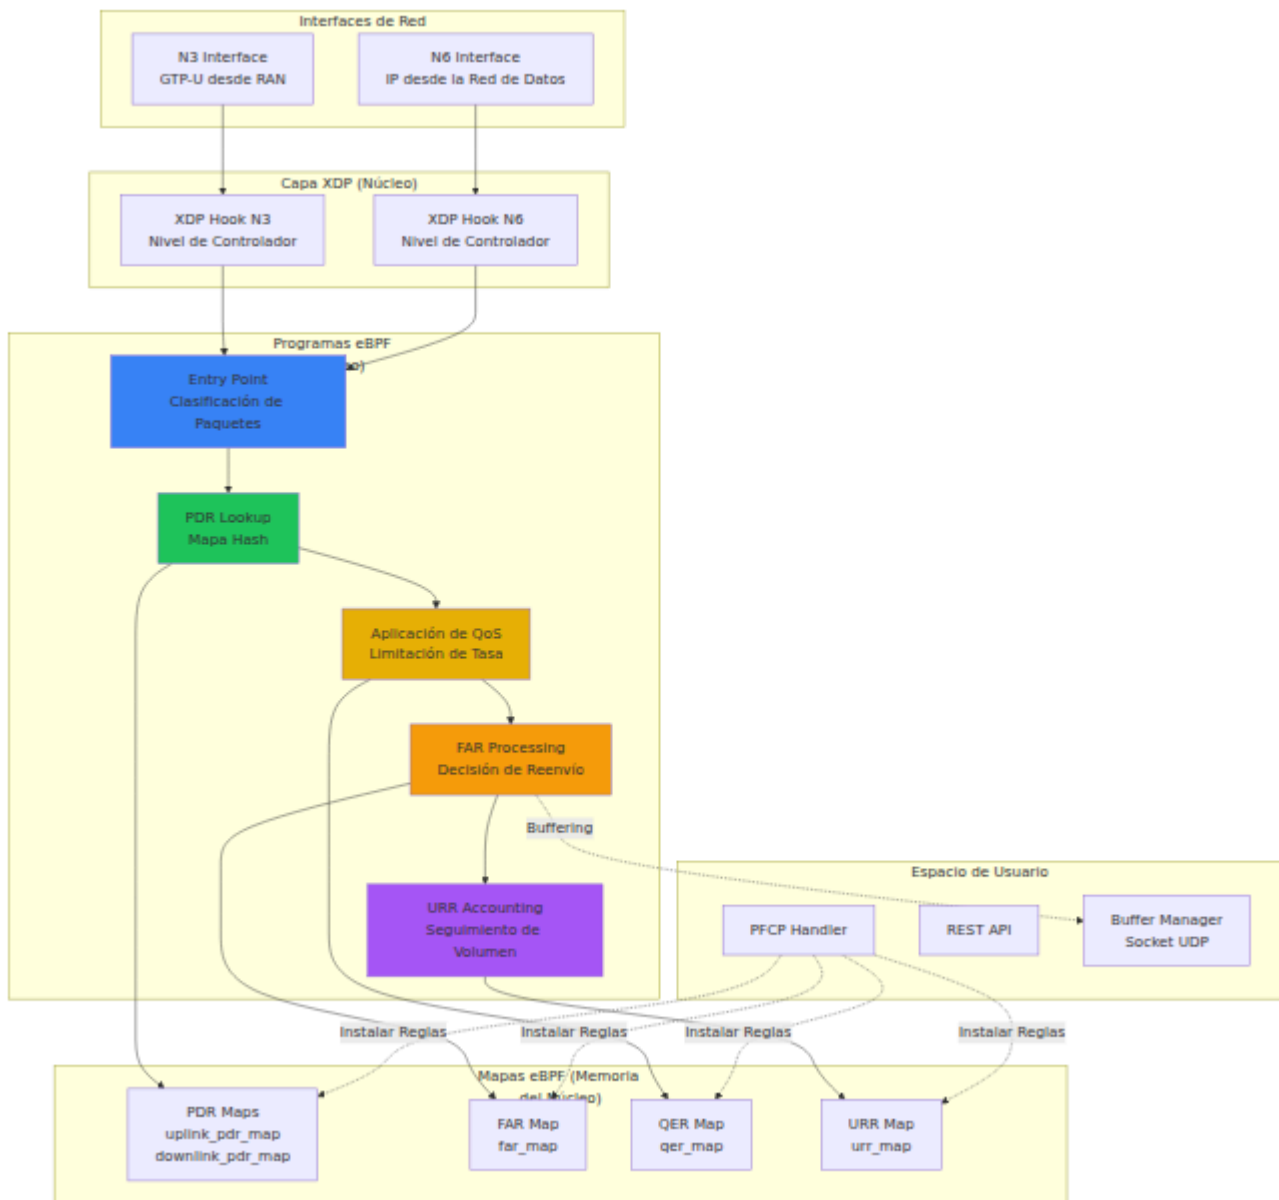 Interfaces de Red
N3 Interface
GTP-U desde RAN
N6 Interface
IP desde la Red de Datos
Capa XDP (Núcleo)
XDP Hook N3
Nivel de Controlador
XDP Hook N6
Nivel de Controlador
Programas eBPF
Entry Point
Clasificación de
Paquetes
PDR Lookup
Mapa Hash
Aplicación de QoS
Limitación de Tasa
FAR Processing
Decisión de Reenvío
Buffering
URR Accounting
Seguimiento de
Volumen
Espacio de Usuario
PFCP Handler
REST API
Buffer Manager
Socket UDP
Instalar Reglas
Instalar Reglas
Instalar Reglas
Instalar Reglas
Mapas eBPF (Memoria
del Núcleo)
PDR Maps
uplink_pdr_map
downlink_pdr_map
FAR Map
far_map
QER Map
qer_map
URR Map
urr_map